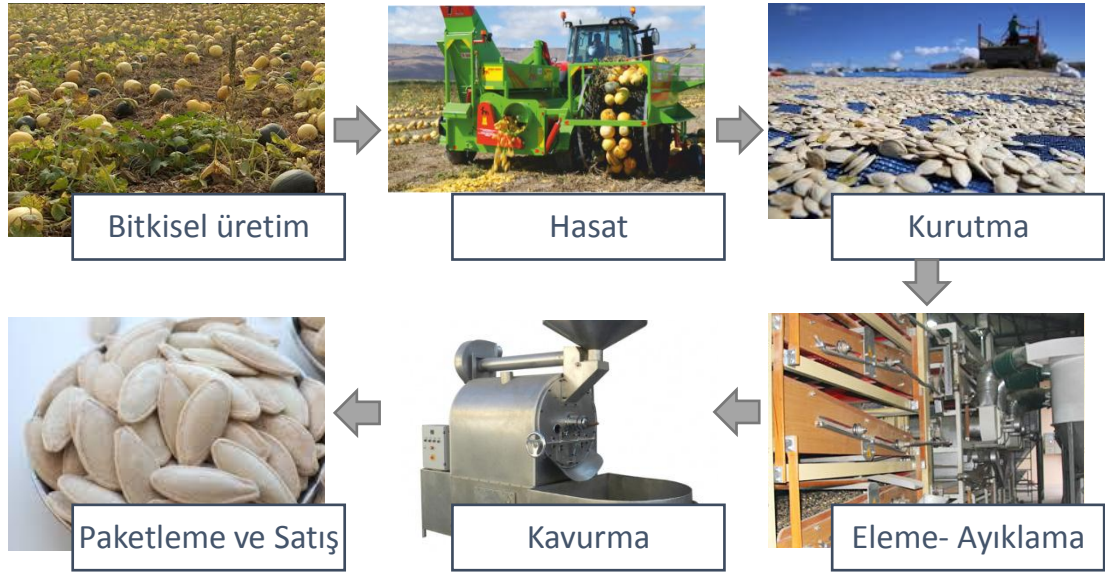 Bitkisel üretim
Hasat
Kurutma
Eleme- Ayıklama
Kavurma
Paketleme ve Satış